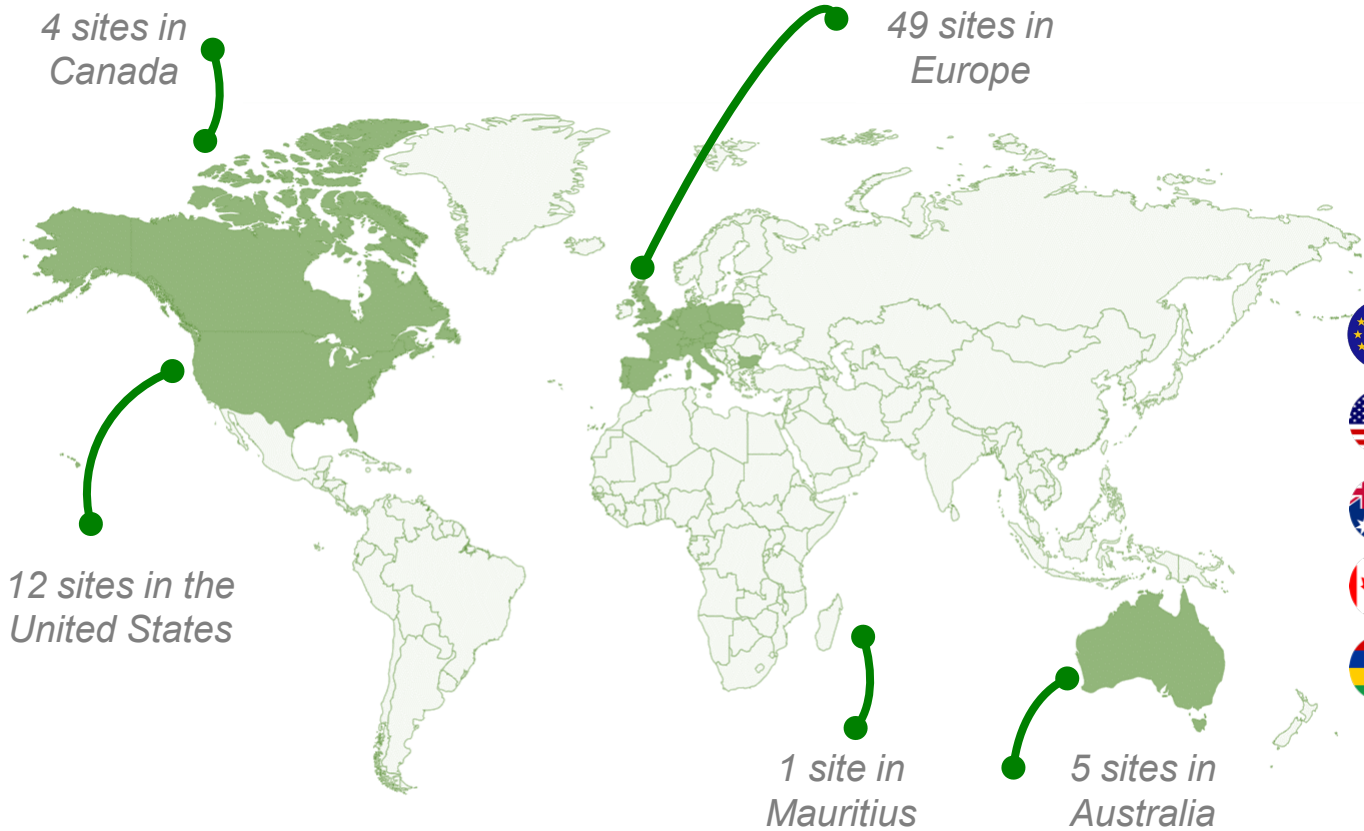 4 sites in
Canada
49 sites in
Europe
12 sites in the
United States
1 site in
Mauritius
5 sites in
Australia